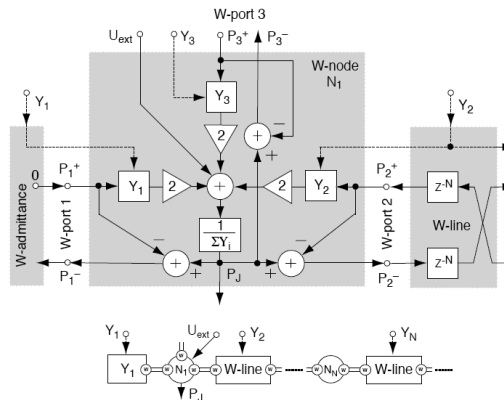 W-port 3
U_ext
Y_3
P_3^+
P_3^-
W-node
N_1
Y_1
Y_2
Y_3
2
−
+
+
W-admittance
0
P_1^+
W-port 1
P_1^-
Y_1
2
+
2
Y_2
P_2^+
W-port 2
P_2^-
z^-N
W-line
z^-N
1
ΣY_i
−
+
+
P_J
+
+
−
Y_1
U_ext
Y_2
Y_N
Y_1
w
w
N_1
w
w
W-line
w
w
N_N
w
w
W-line
w
P_J